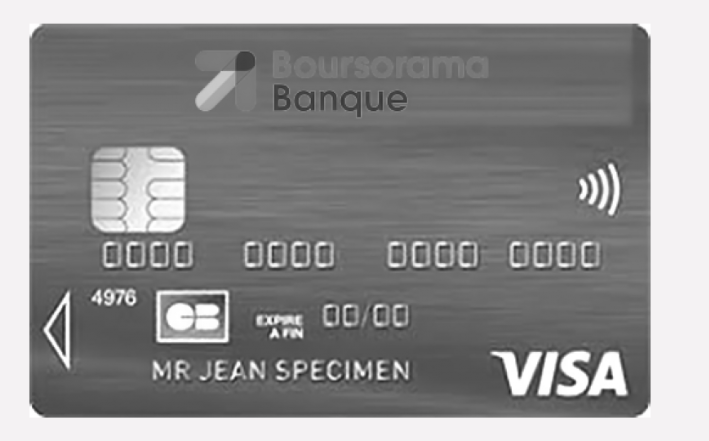 Boursorama
Banque
0000 0000 0000 0000
4976 CB EXPIRE 00/00
A FIN
MR JEAN SPECIMEN
VISA